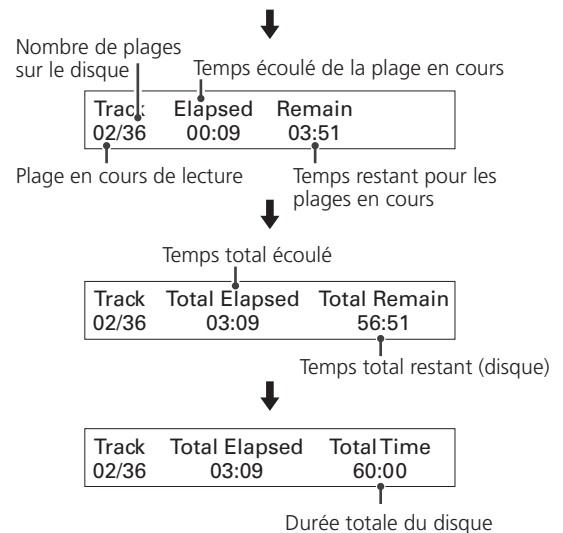 Nombre de plages
sur le disque
Temps écoulé de la plage en cours
Track Elapsed Remain
02/36 00:09 03:51
Plage en cours de lecture
Temps restant pour les
plages en cours
Temps total écoulé
Track Total Elapsed Total Remain
02/36 03:09 56:51
Temps total restant (disque)
Track Total Elapsed Total Time
02/36 03:09 60:00
Durée totale du disque